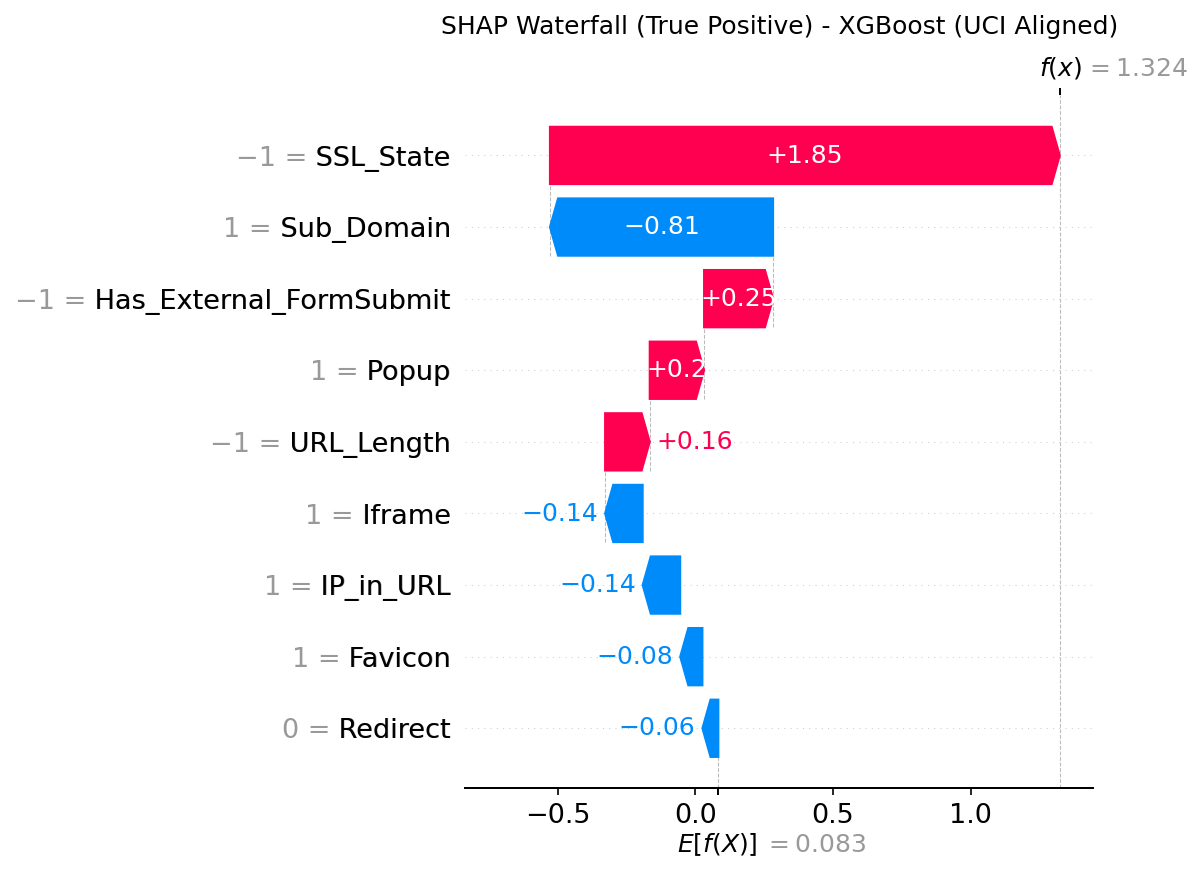 SHAP Waterfall (True Positive) - XGBoost (UCI Aligned)
f(x) = 1.324
−1 = SSL_State +1.85
1 = Sub_Domain −0.81
−1 = Has_External_FormSubmit +0.25
1 = Popup +0.2
−1 = URL_Length +0.16
1 = Iframe −0.14
1 = IP_in_URL −0.14
1 = Favicon −0.08
0 = Redirect −0.06
−0.5 0.0 0.5 1.0
E[f(X)] = 0.083